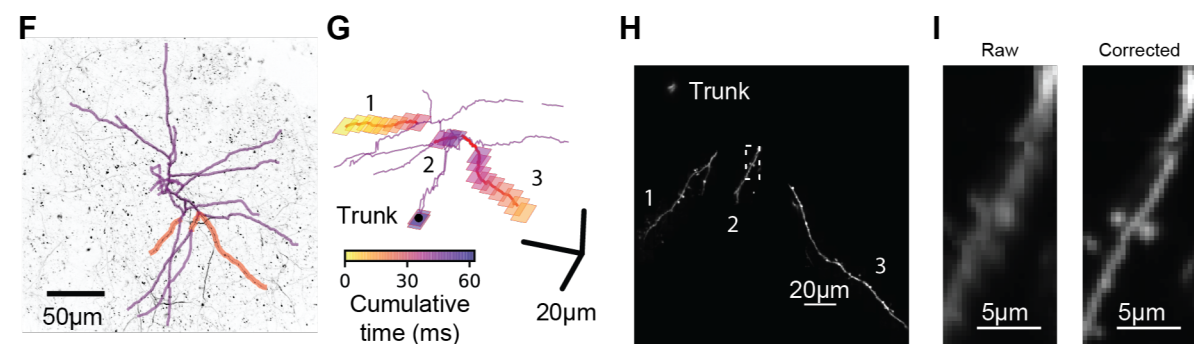 F
50μm
G
1
2
3
Trunk
0 30 60
Cumulative
time (ms)
20μm
H
Trunk
1
2
3
20μm
I
Raw
Corrected
5μm
5μm